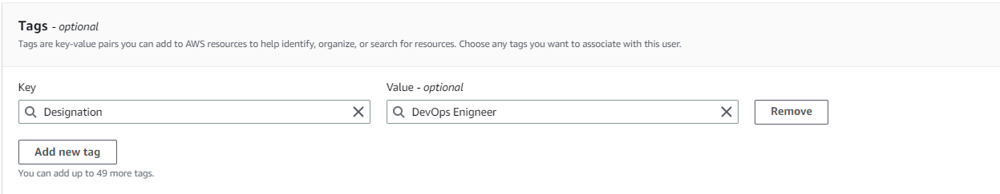 Tags - optional
Tags are key-value pairs you can add to AWS resources to help identify, organize, or search for resources. Choose any tags you want to associate with this user.
Key Value - optional
Designation DevOps Enigneer Remove
Add new tag
You can add up to 49 more tags.